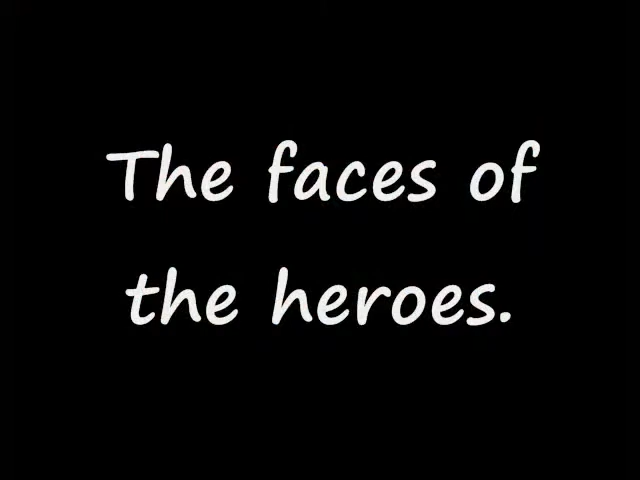 The faces of
the heroes.